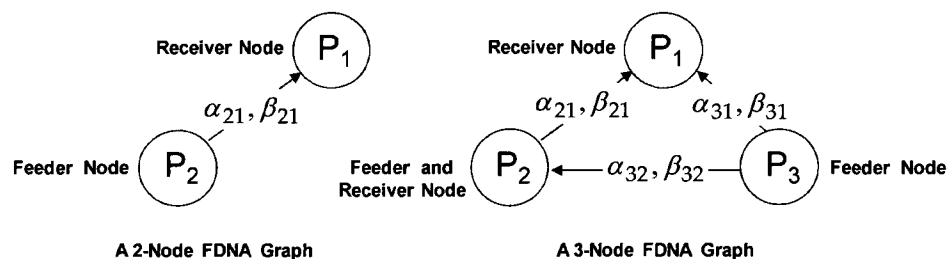 Receiver Node
P1
α21, β21
Feeder Node
P2
A 2-Node FDNA Graph
Receiver Node
P1
α21, β21
α31, β31
Feeder and
Receiver Node
P2
α32, β32
P3
Feeder Node
A 3-Node FDNA Graph